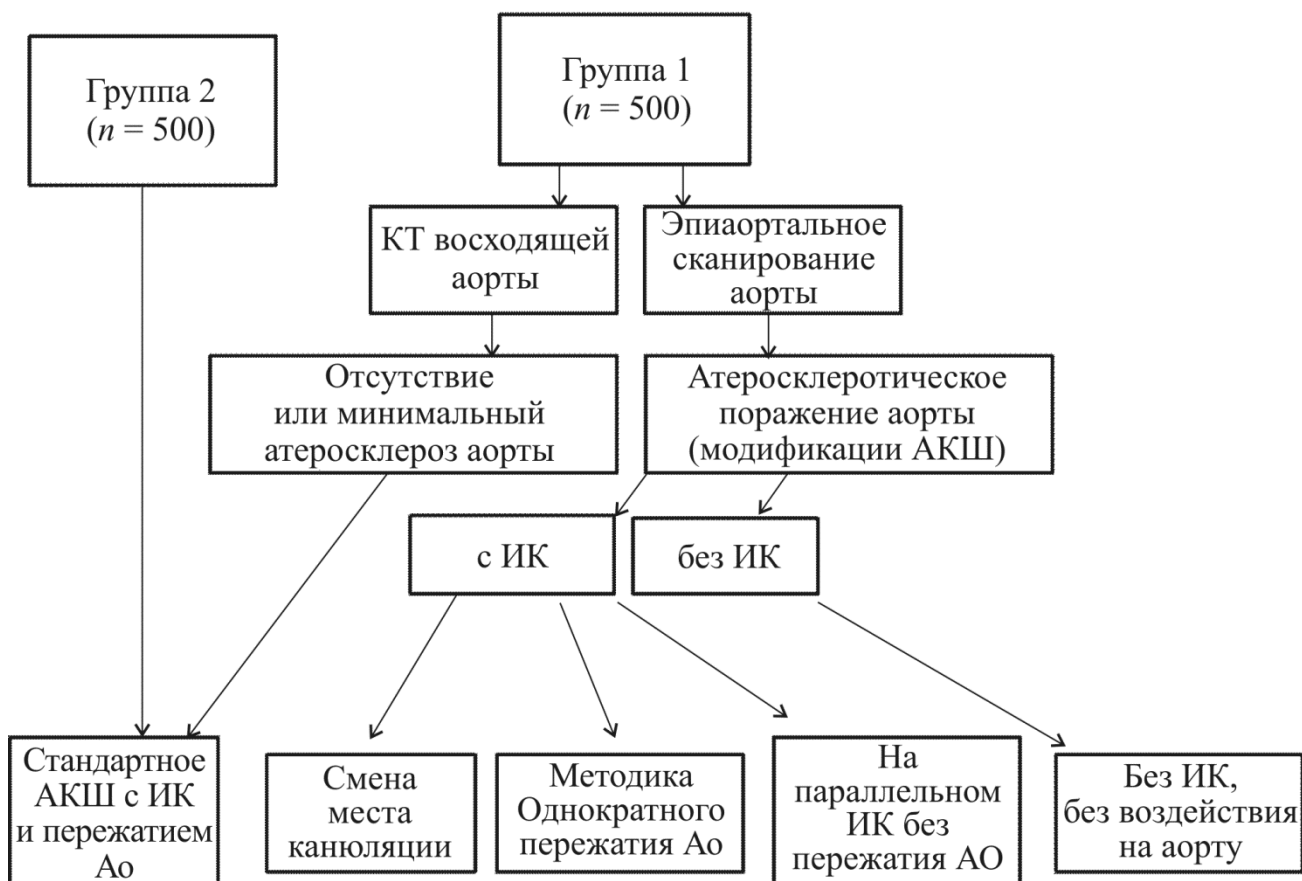 Группа 2
(n = 500)
Группа 1
(n = 500)
КТ восходящей
аорты
Эпиаортальное
сканирование
аорты
Отсутствие
или минимальный
атеросклероз аорты
Атеросклеротическое
поражение аорты
(модификации АКШ)
с ИК
без ИК
Стандартное
АКШ с ИК
и пережатием
Ао
Смена
места
канюляции
Методика
Однократного
пережатия Ао
На
параллельном
ИК без
пережатия АО
Без ИК,
без воздействия
на аорту